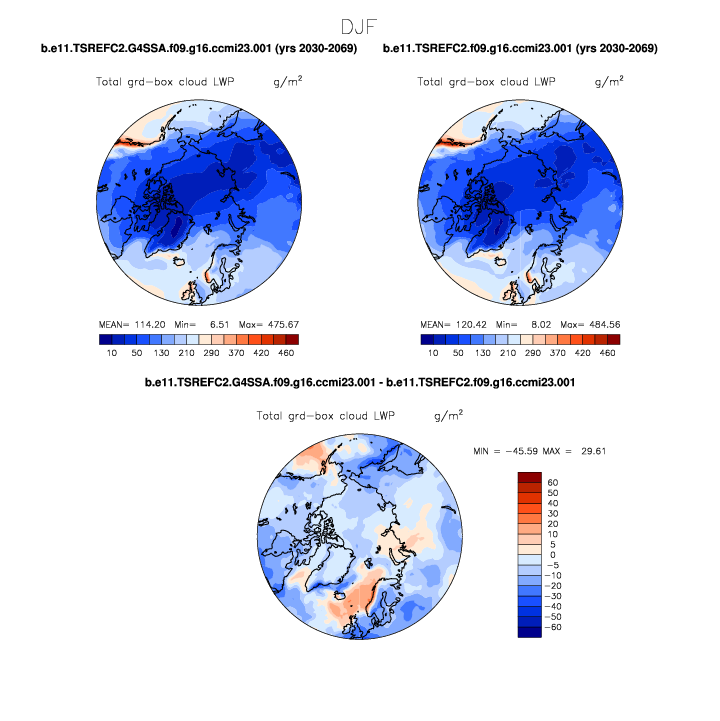 DJF
b.e11.TSREFC2.G4SSA.f09.g16.ccmi23.001 (yrs 2030-2069) b.e11.TSREFC2.f09.g16.ccmi23.001 (yrs 2030-2069)
Total grd-box cloud LWP g/m² Total grd-box cloud LWP g/m²
MEAN= 114.20 Min= 6.51 Max= 475.67 MEAN= 120.42 Min= 8.02 Max= 484.56
10 50 130 210 290 370 420 460 10 50 130 210 290 370 420 460
b.e11.TSREFC2.G4SSA.f09.g16.ccmi23.001 - b.e11.TSREFC2.f09.g16.ccmi23.001
Total grd-box cloud LWP g/m²
MIN = -45.59 MAX = 29.61
60
50
40
30
20
10
5
0
-5
-10
-20
-30
-40
-50
-60